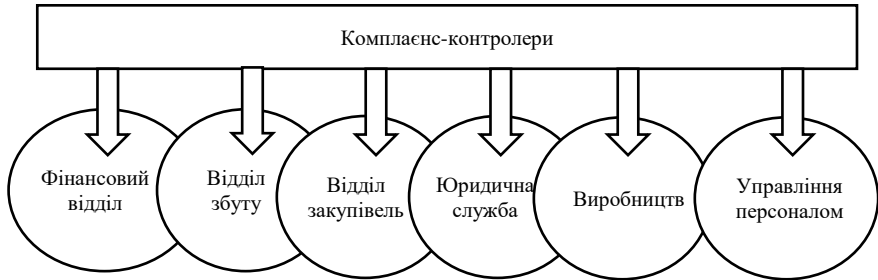 Комплаєнс-контролери
Фінансовий
відділ
Відділ
збуту
Відділ
закупівель
Юридична
служба
Виробництв
Управління
персоналом